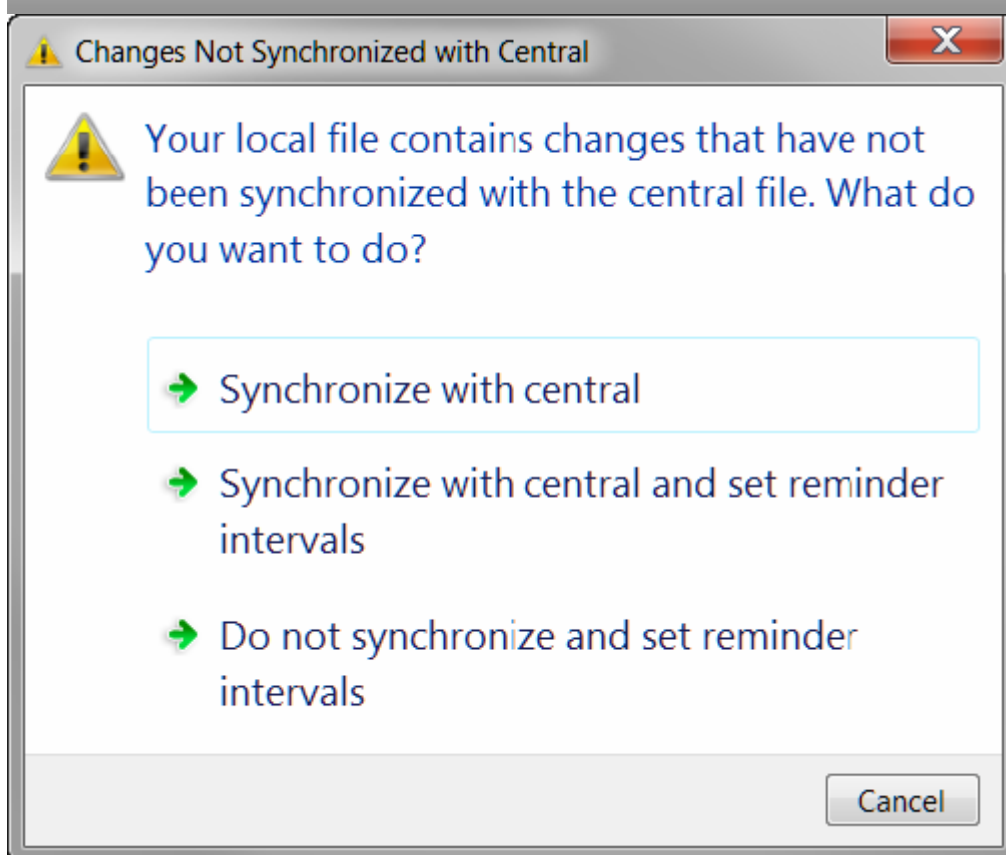 Changes Not Synchronized with Central
Your local file contains changes that have not
been synchronized with the central file. What do
you want to do?
Synchronize with central
Synchronize with central and set reminder
intervals
Do not synchronize and set reminder
intervals
Cancel